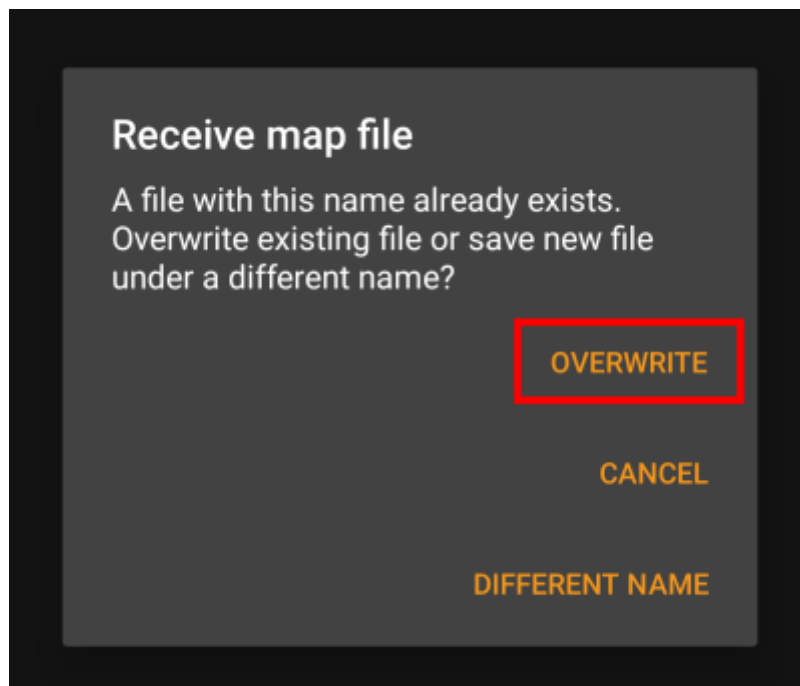 Receive map file
A file with this name already exists.
Overwrite existing file or save new file
under a different name?
OVERWRITE
CANCEL
DIFFERENT NAME